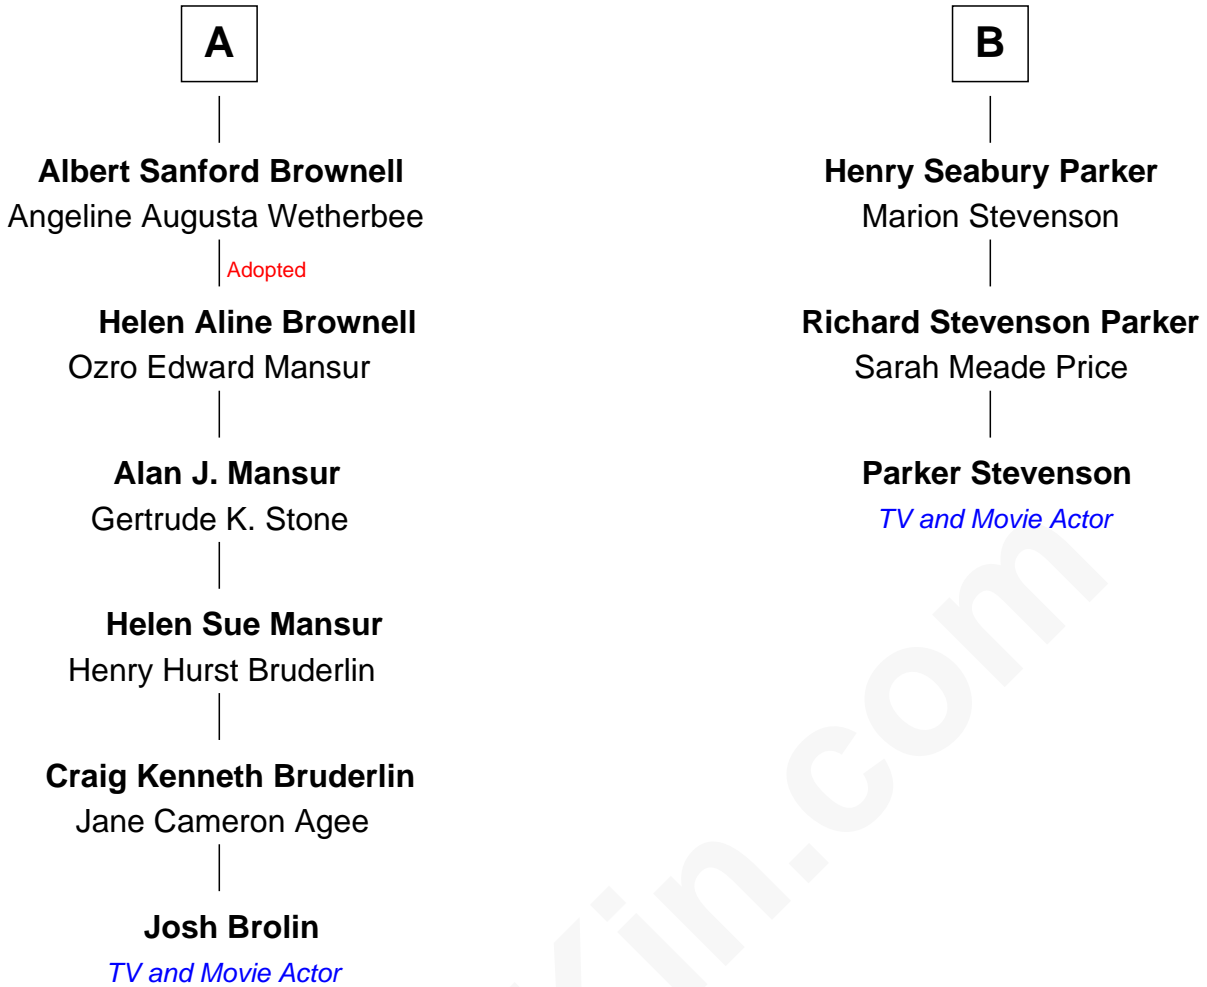 A
Albert Sanford Brownell
Angeline Augusta Wetherbee
Adopted
Helen Aline Brownell
Ozro Edward Mansur
Alan J. Mansur
Gertrude K. Stone
Helen Sue Mansur
Henry Hurst Bruderlin
Craig Kenneth Bruderlin
Jane Cameron Agee
Josh Brolin
TV and Movie Actor
B
Henry Seabury Parker
Marion Stevenson
Richard Stevenson Parker
Sarah Meade Price
Parker Stevenson
TV and Movie Actor
Kin.com